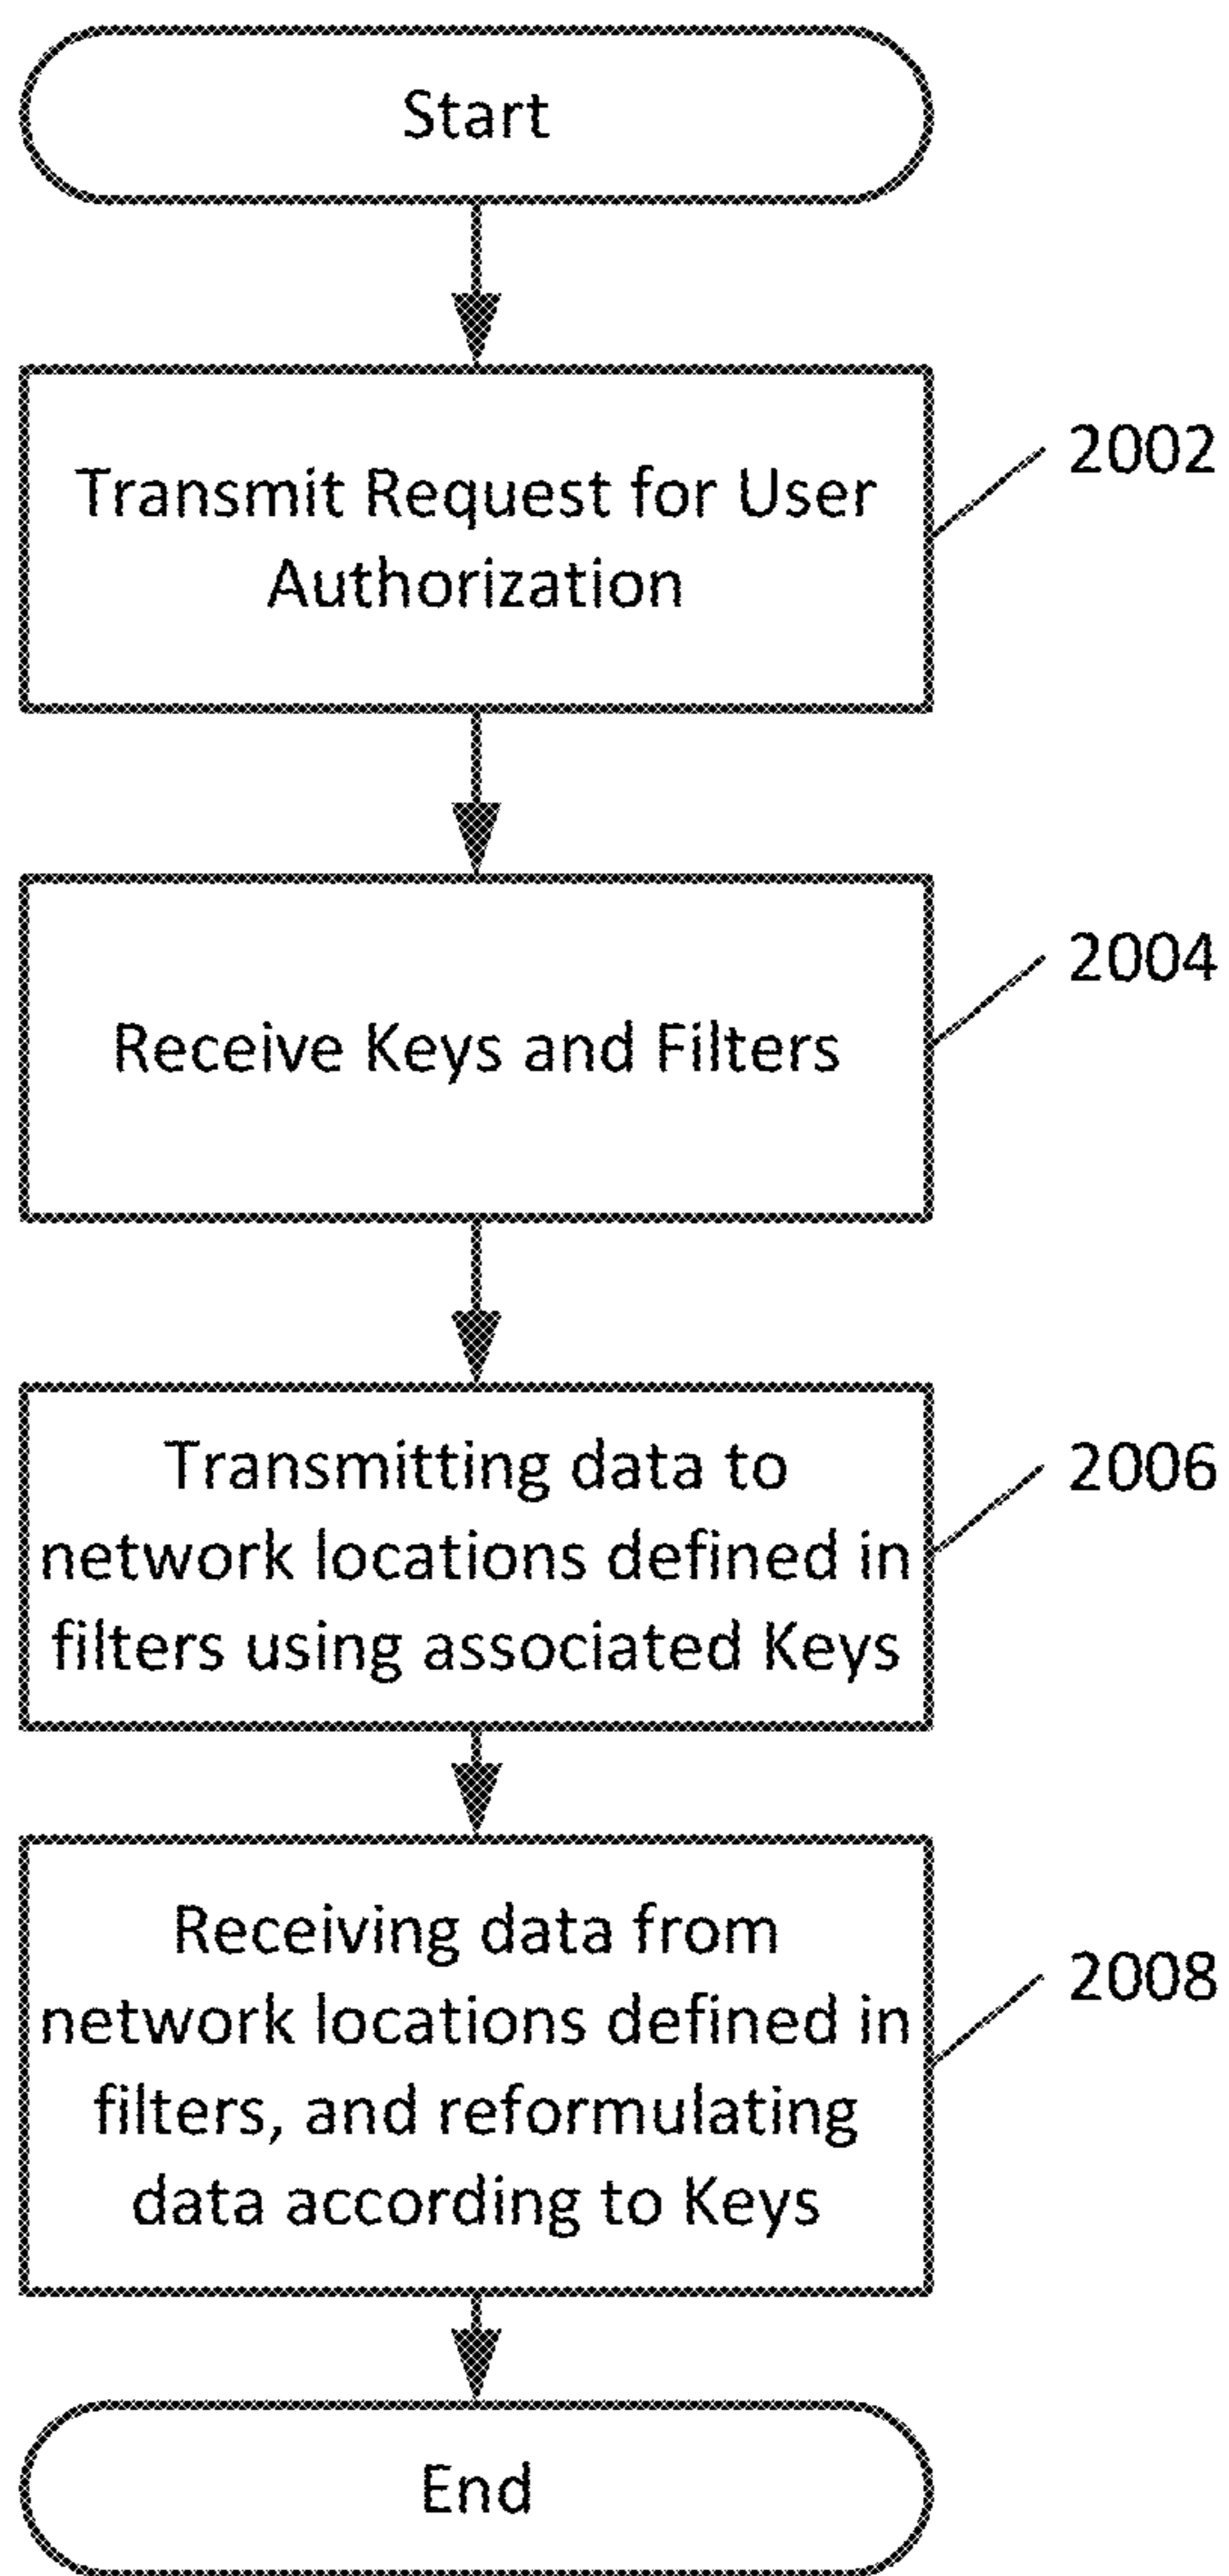 Start
Transmit Request for User
Authorization
2002
Receive Keys and Filters
2004
Transmitting data to
network locations defined in
filters using associated Keys
2006
Receiving data from
network locations defined in
filters, and reformulating
data according to Keys
2008
End